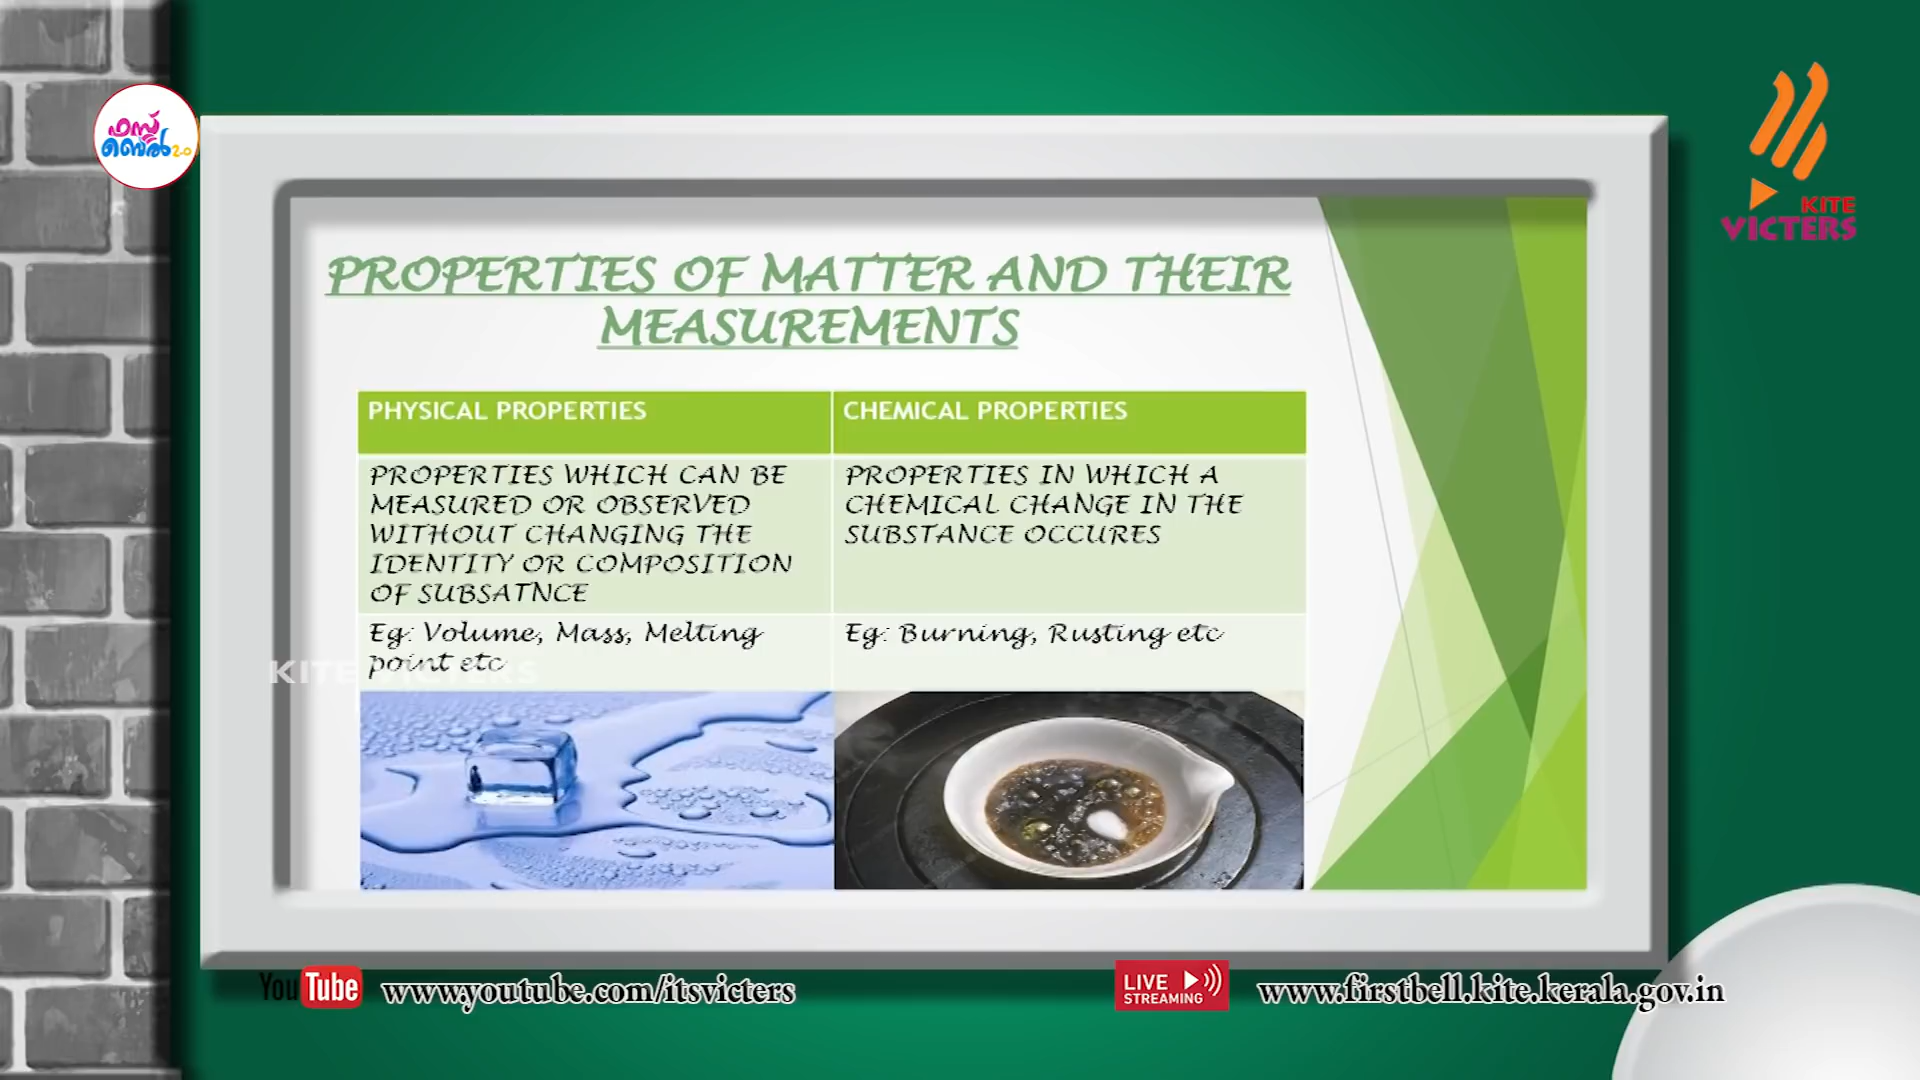 ഫസ്റ്റ്
ബെൽ 2.0
KITE
VICTERS
PROPERTIES OF MATTER AND THEIR
MEASUREMENTS
PHYSICAL PROPERTIES
PROPERTIES WHICH CAN BE
MEASURED OR OBSERVED
WITHOUT CHANGING THE
IDENTITY OR COMPOSITION
OF SUBSATNCE
CHEMICAL PROPERTIES
PROPERTIES IN WHICH A
CHEMICAL CHANGE IN THE
SUBSTANCE OCCURES
Eg: Volume, Mass, Melting
point etc
Eg: Burning, Rusting etc
KITE VICTERS
YouTube www.youtube.com/itsvicters
LIVE
STREAMING
www.firstbell.kite.kerala.gov.in